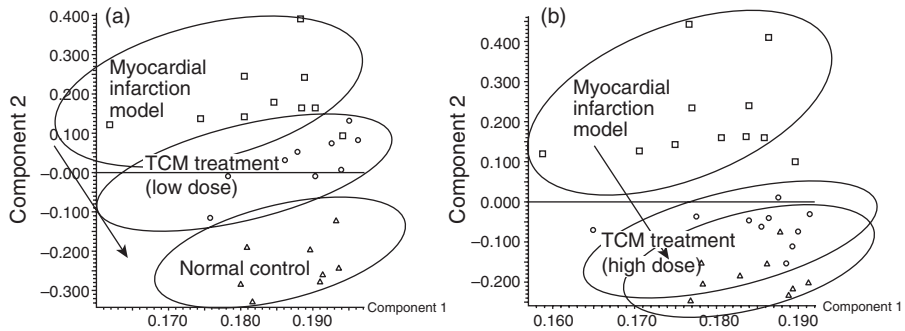 (a)
0.400
0.300
0.200
0.100
−0.000
−0.100
−0.200
−0.300
Component 2
Myocardial
infarction
model
TCM treatment
(low dose)
Normal control
0.170
0.180
0.190
Component 1
(b)
0.400
0.300
0.200
0.100
0.000
−0.100
−0.200
Component 2
Myocardial
infarction
model
TCM treatment
(high dose)
0.160
0.170
0.180
0.190
Component 1